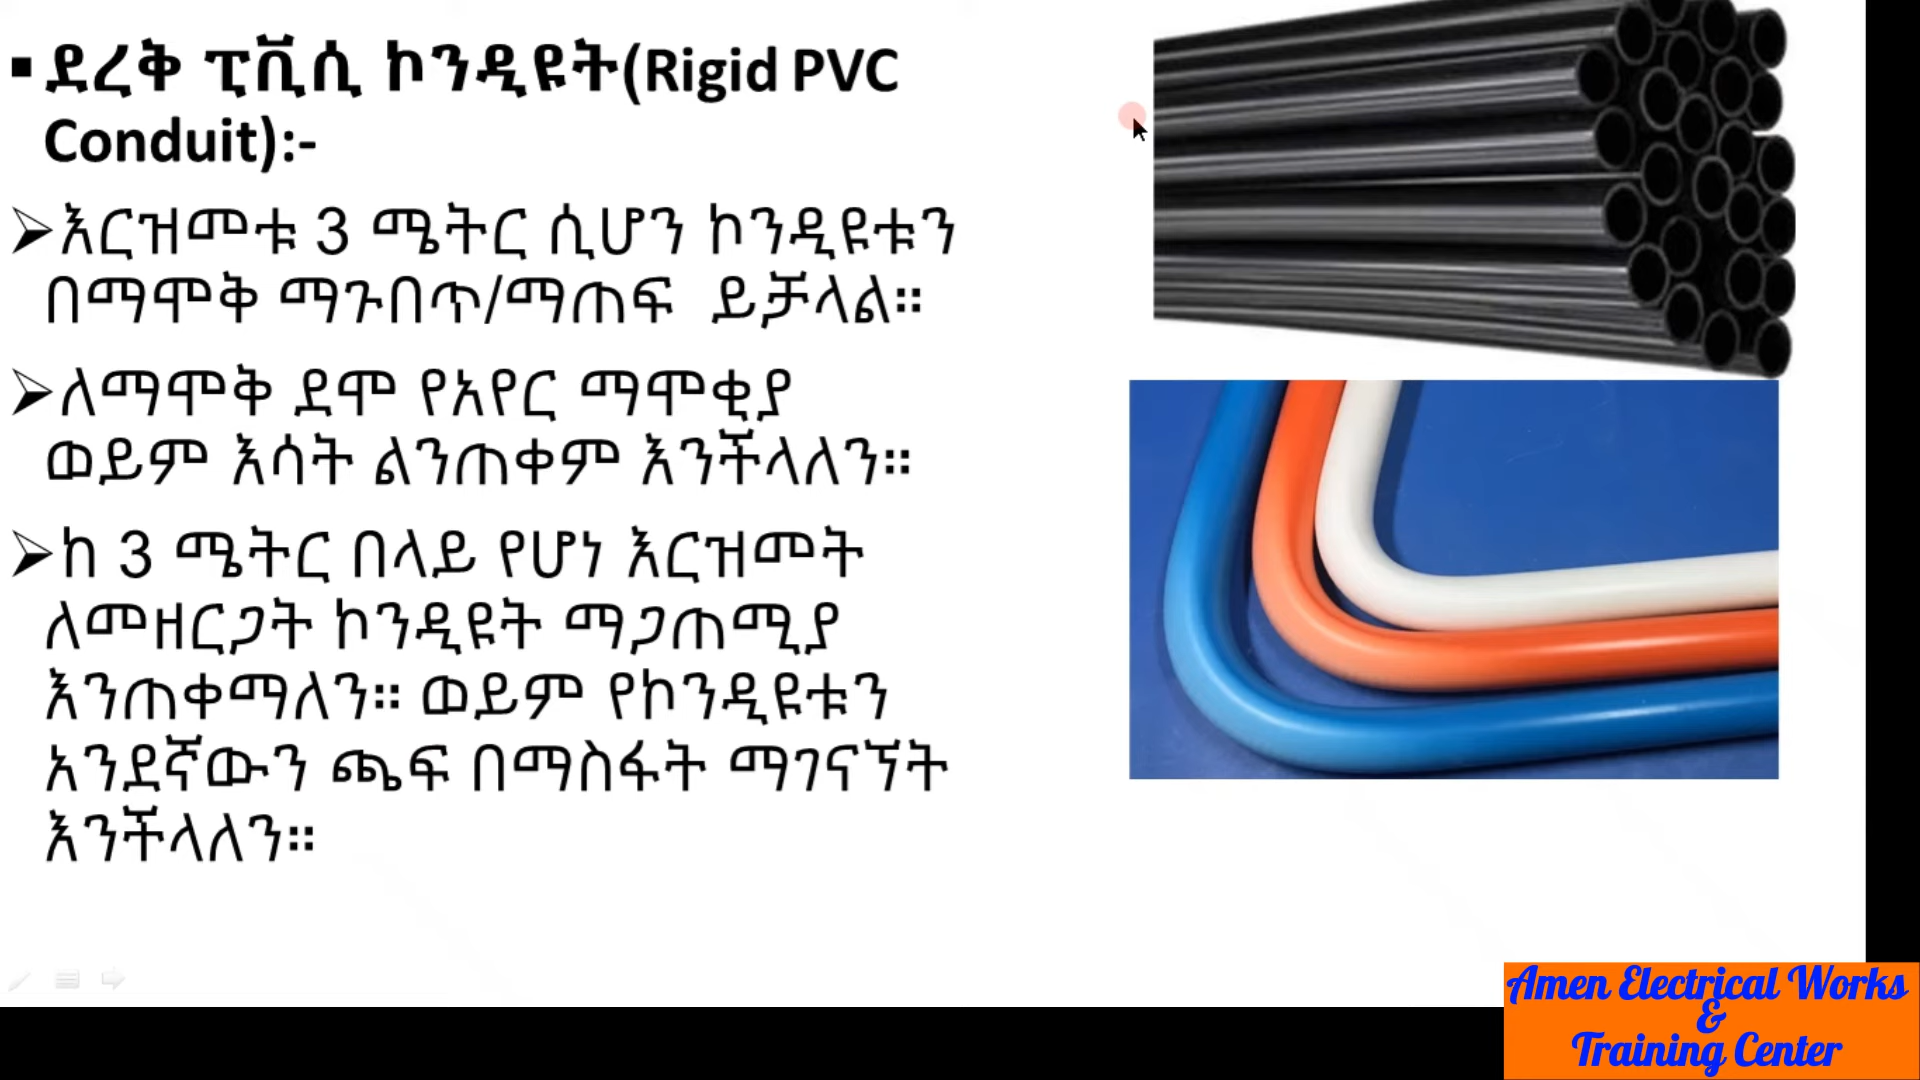 ▪ ደረቅ ፒቪሲ ኮንዲዩት(Rigid PVC
Conduit):-
➢እርዝመቱ 3 ሜትር ሲሆን ኮንዲዩቱን
በማሞቅ ማጉበጥ/ማጠፍ ይቻላል።
➢ለማሞቅ ደሞ የአየር ማሞቂያ
ወይም እሳት ልንጠቀም እንችላለን።
➢ከ 3 ሜትር በላይ የሆነ እርዝመት
ለመዘርጋት ኮንዲዩት ማጋጠሚያ
እንጠቀማለን። ወይም የኮንዲዩቱን
አንደኛውን ጫፍ በማስፋት ማገናኘት
እንችላለን።
Amen Electrical Works
&
Training Center